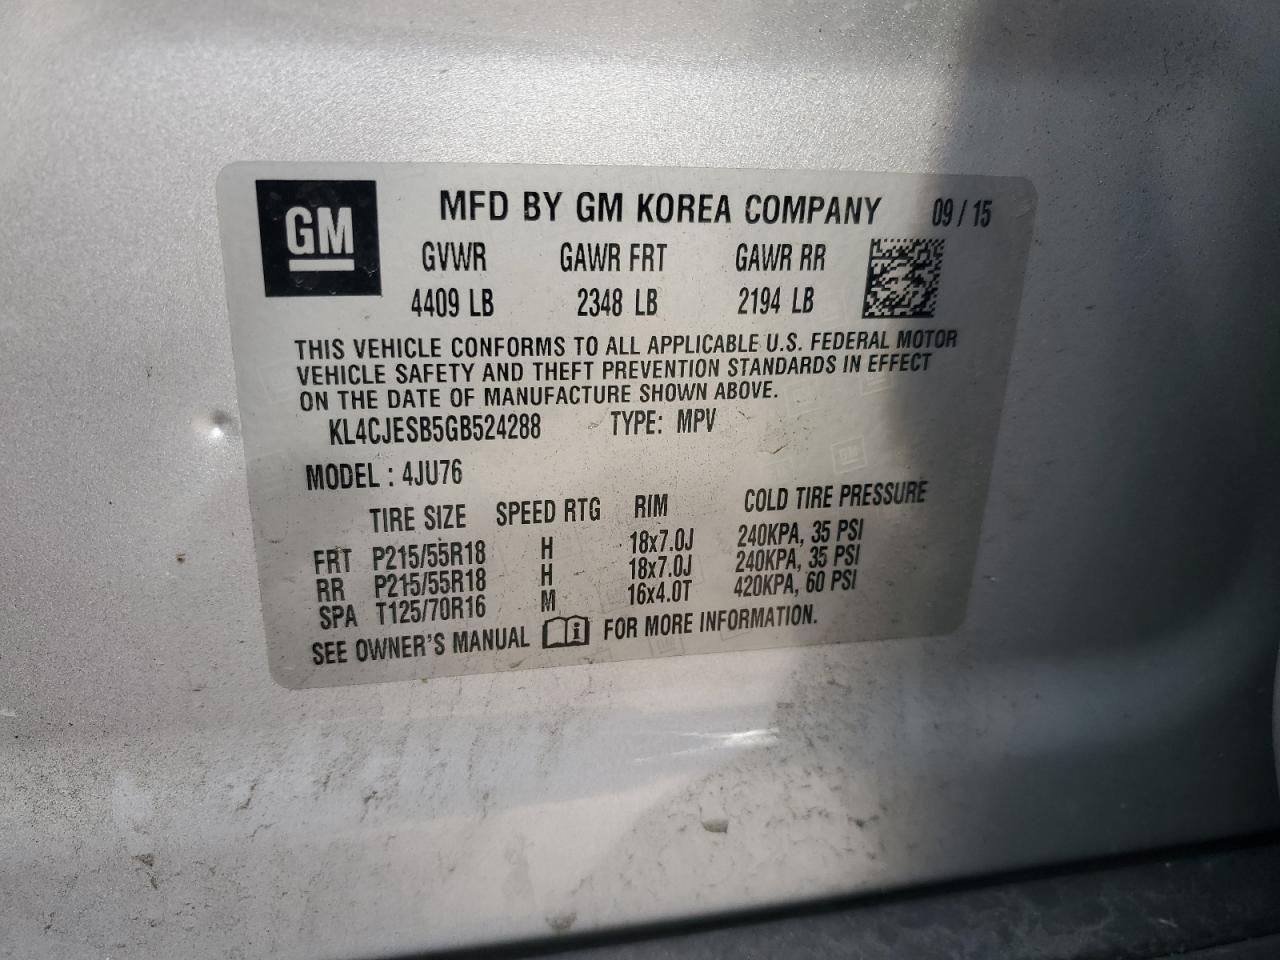 GM
MFD BY GM KOREA COMPANY 09 / 15
GVWR GAWR FRT GAWR RR
4409 LB 2348 LB 2194 LB
THIS VEHICLE CONFORMS TO ALL APPLICABLE U.S. FEDERAL MOTOR
VEHICLE SAFETY AND THEFT PREVENTION STANDARDS IN EFFECT
ON THE DATE OF MANUFACTURE SHOWN ABOVE.
KL4CJESB5GB524288 TYPE: MPV
MODEL : 4JU76
TIRE SIZE SPEED RTG RIM COLD TIRE PRESSURE
FRT P215/55R18 H 18x7.0J 240KPA, 35 PSI
RR P215/55R18 H 18x7.0J 240KPA, 35 PSI
SPA T125/70R16 M 16x4.0T 420KPA, 60 PSI
SEE OWNER'S MANUAL i FOR MORE INFORMATION.